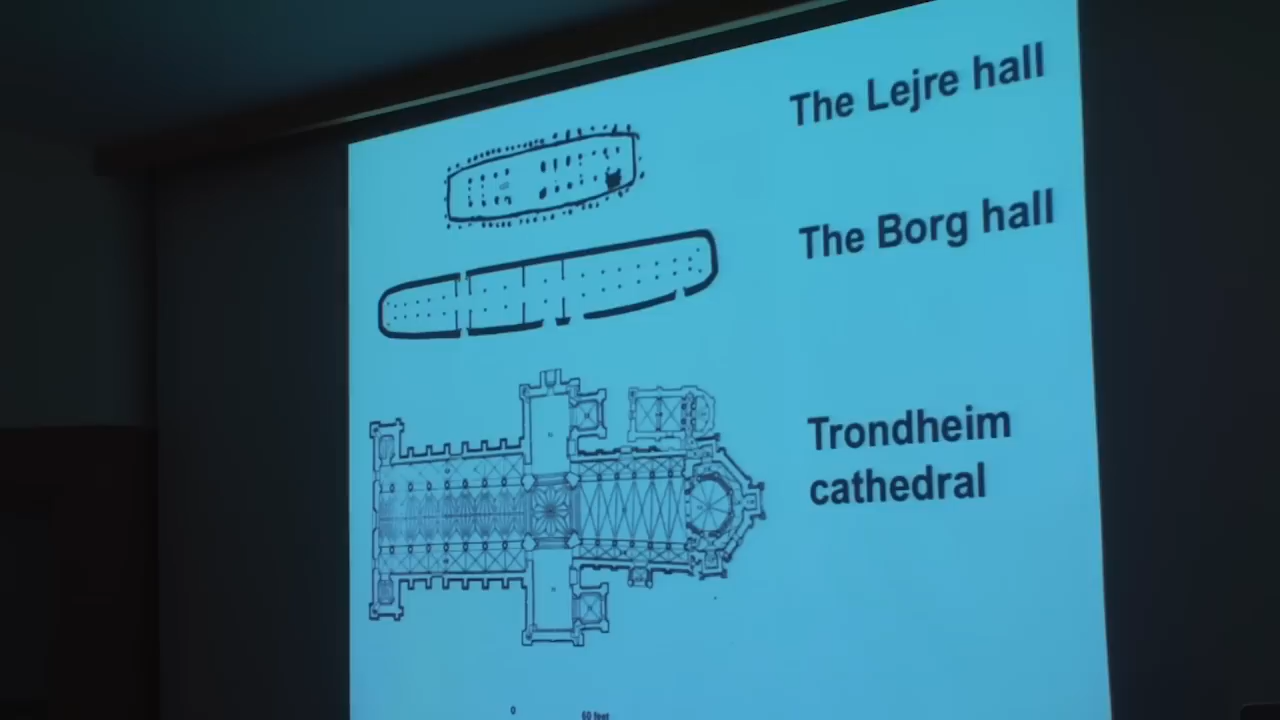 The Lejre hall
The Borg hall
Trondheim
cathedral
0 60 feet